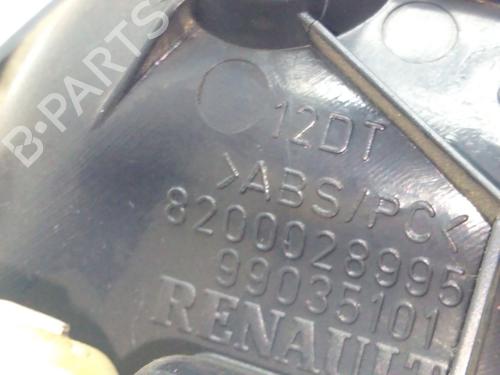 B-PARTS
12DT
>ABS/PC<
8200028995
99035101
RENAULT